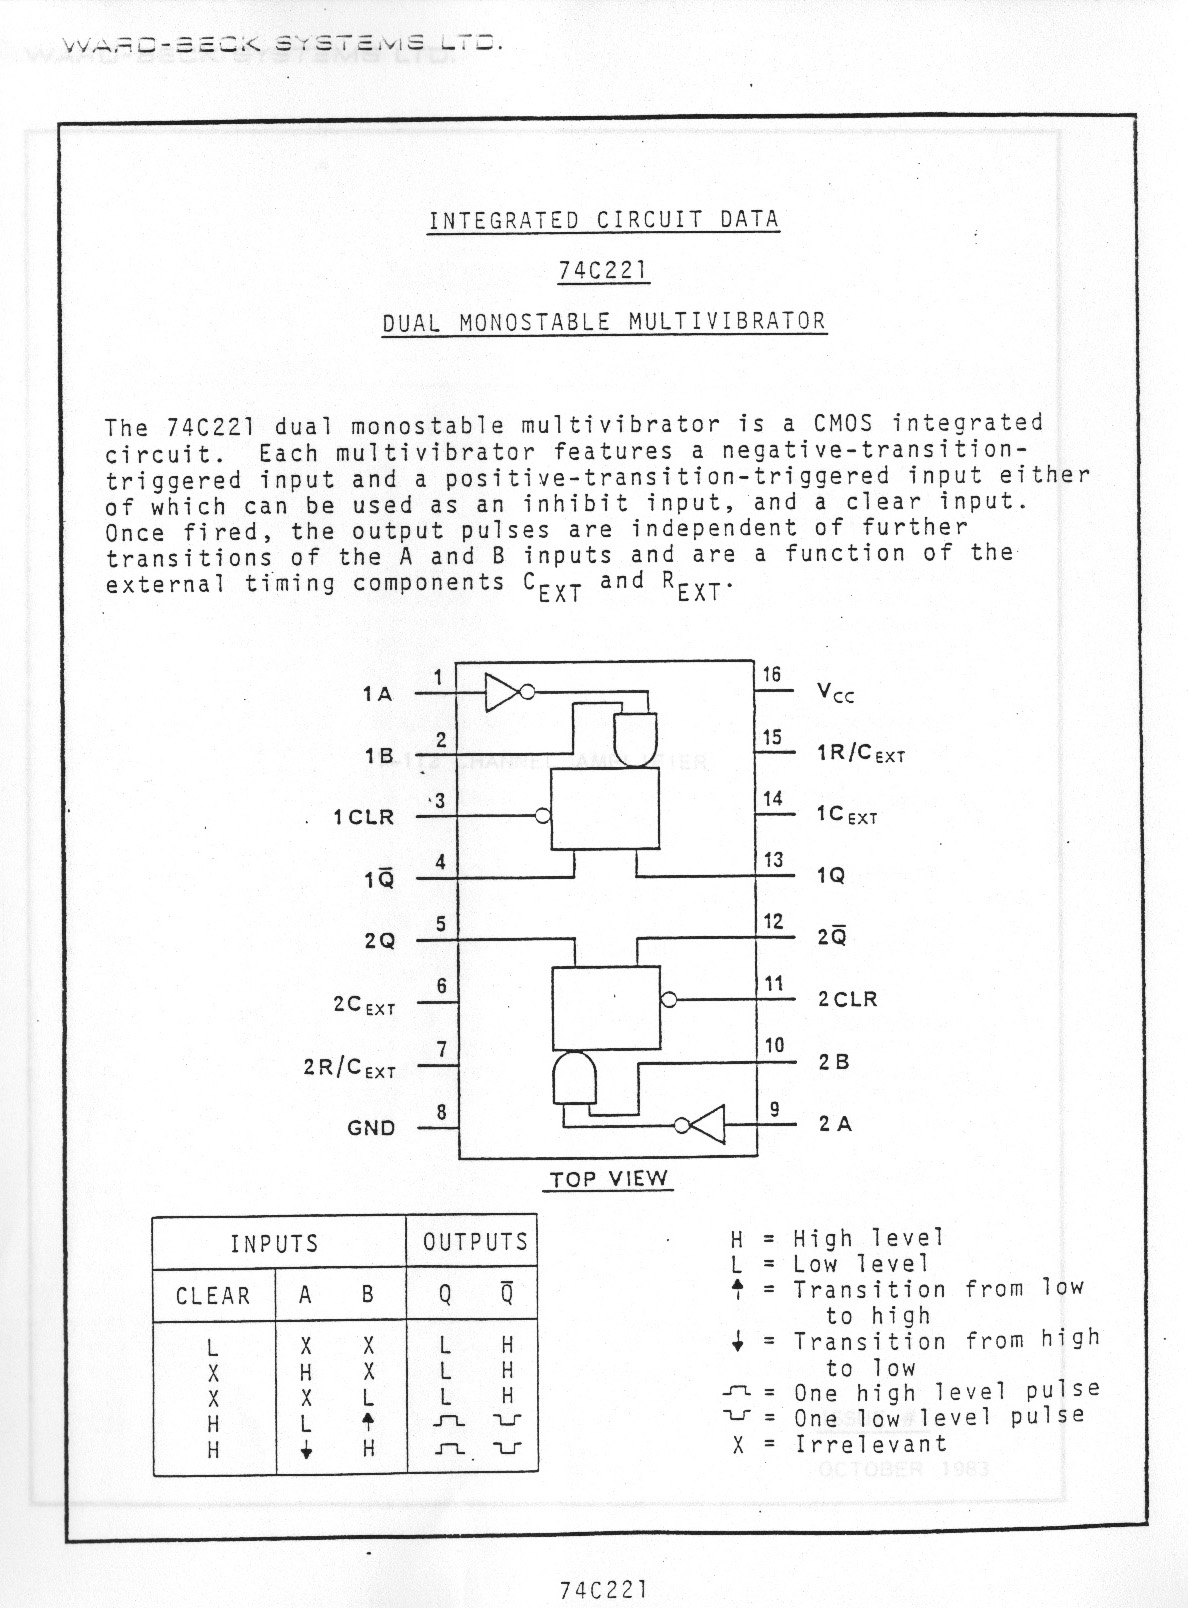 WARD-BECK SYSTEMS LTD.
INTEGRATED CIRCUIT DATA
74C221
DUAL MONOSTABLE MULTIVIBRATOR
The 74C221 dual monostable multivibrator is a CMOS integrated
circuit. Each multivibrator features a negative-transition-
triggered input and a positive-transition-triggered input either
of which can be used as an inhibit input, and a clear input.
Once fired, the output pulses are independent of further
transitions of the A and B inputs and are a function of the
external timing components CEXT and REXT.
1A 1 16 VCC
1B 2 15 1R/CEXT
1CLR 3 14 1CEXT
1Q̅ 4 13 1Q
2Q 5 12 2Q̅
2CEXT 6 11 2CLR
2R/CEXT 7 10 2B
GND 8 9 2A
TOP VIEW
INPUTS OUTPUTS
CLEAR A B Q Q̅
L X X L H
X H X L H
X X L L H
H L ↑ ⎍ ⊔
H ↓ H ⎍ ⊔
H = High level
L = Low level
↑ = Transition from low
to high
↓ = Transition from high
to low
⎍ = One high level pulse
⊔ = One low level pulse
X = Irrelevant
OCTOBER 1983
74C221